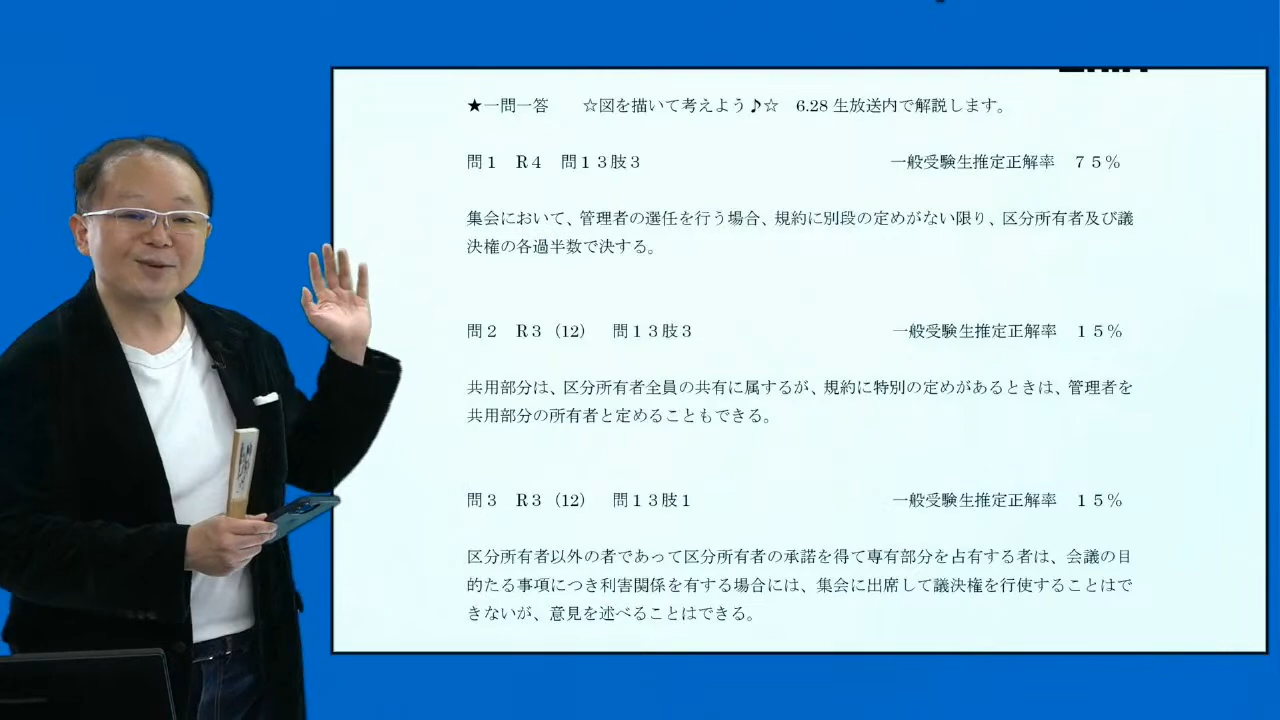 ★一問一答　　☆図を描いて考えよう♪☆　6.28 生放送内で解説します。
問１　R４　問１３肢３　一般受験生推定正解率　７５％
集会において、管理者の選任を行う場合、規約に別段の定めがない限り、区分所有者及び議
決権の各過半数で決する。
問２　R３（12）　問１３肢３　一般受験生推定正解率　１５％
共用部分は、区分所有者全員の共有に属するが、規約に特別の定めがあるときは、管理者を
共用部分の所有者と定めることもできる。
問３　R３（12）　問１３肢１　一般受験生推定正解率　１５％
区分所有者以外の者であって区分所有者の承諾を得て専有部分を占有する者は、会議の目
的たる事項につき利害関係を有する場合には、集会に出席して議決権を行使することはで
きないが、意見を述べることはできる。